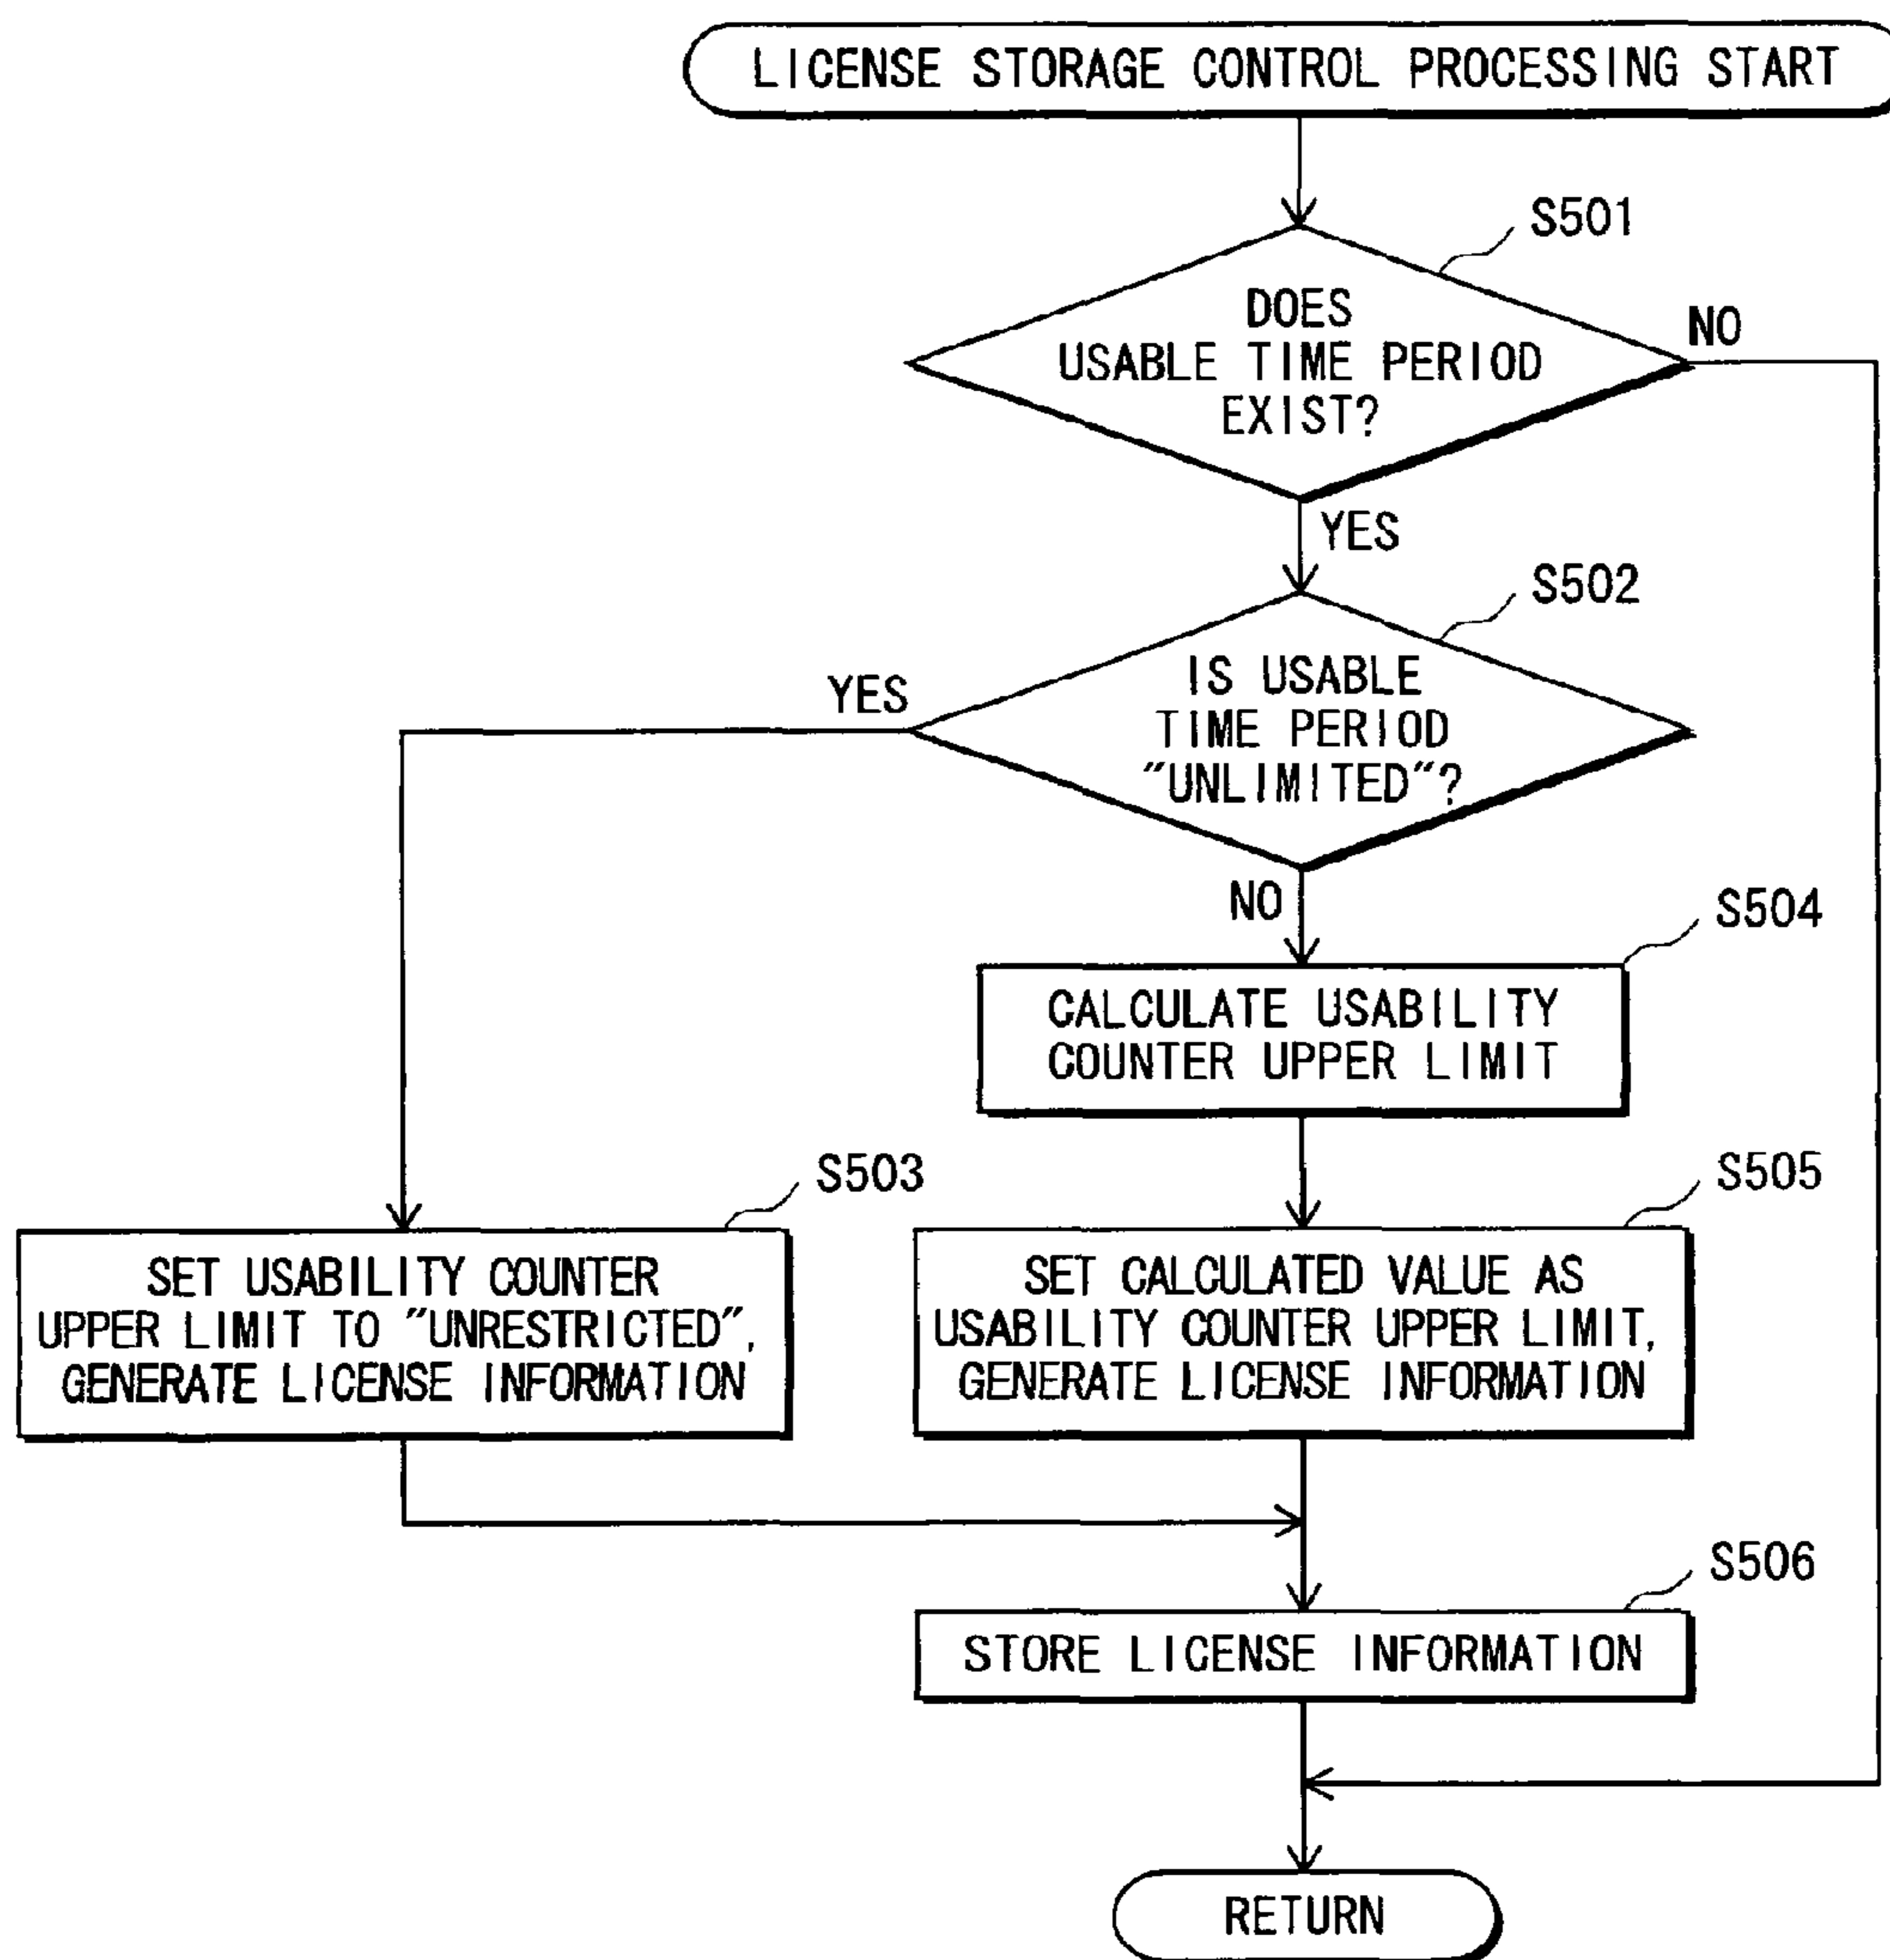 LICENSE STORAGE CONTROL PROCESSING START
S501
DOES
USABLE TIME PERIOD
EXIST?
NO
YES
S502
IS USABLE
TIME PERIOD
"UNLIMITED"?
YES
NO
S504
CALCULATE USABILITY
COUNTER UPPER LIMIT
S503
SET USABILITY COUNTER
UPPER LIMIT TO "UNRESTRICTED",
GENERATE LICENSE INFORMATION
S505
SET CALCULATED VALUE AS
USABILITY COUNTER UPPER LIMIT,
GENERATE LICENSE INFORMATION
S506
STORE LICENSE INFORMATION
RETURN